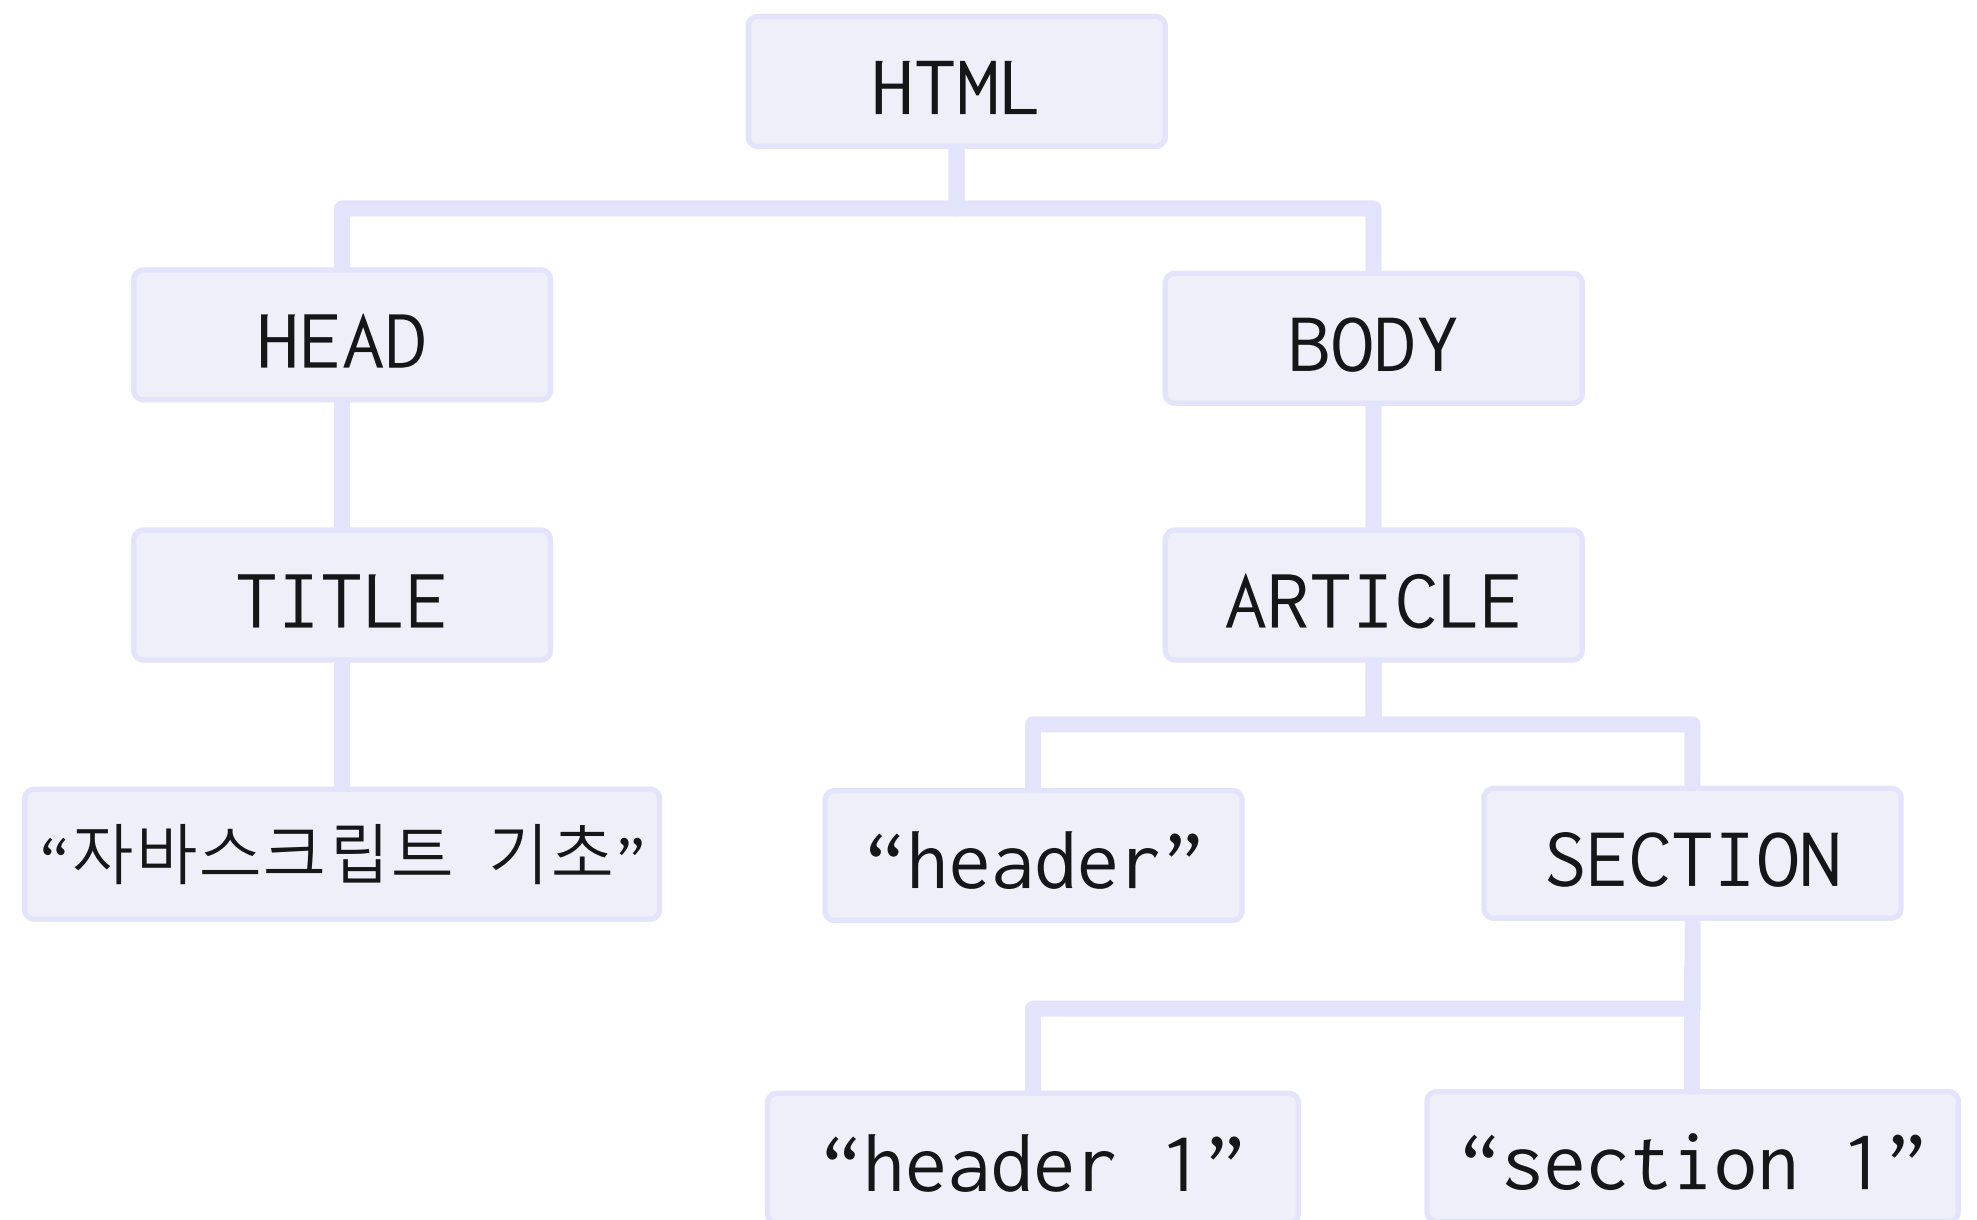 HTML
HEAD
BODY
TITLE
ARTICLE
“자바스크립트 기초”
“header”
SECTION
“header 1”
“section 1”